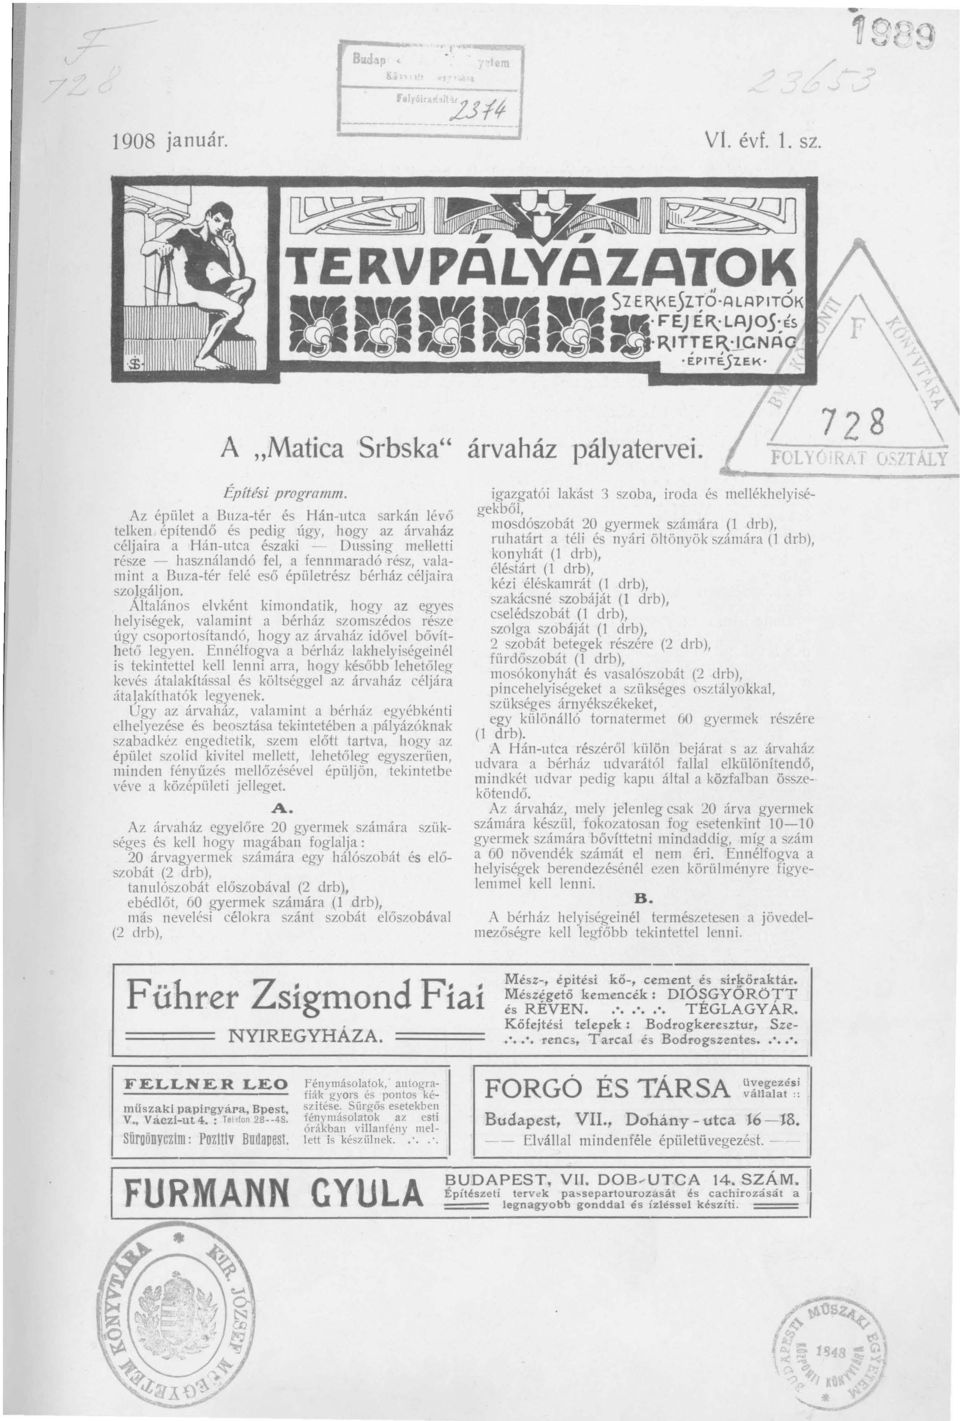 1989
728
23653
Budap
Folyóirattár 2374
1908 január.
VI. évf. 1. sz.
TERVPÁLYÁZATOK
SZERKESZTŐ-ALAPITÓK
·FEJÉR·LAJOS·és
·RITTER·IGNÁC
·ÉPITÉSZEK·
F
BME KÖZPONTI KÖNYVTÁRA
728
FOLYÓIRAT OSZTÁLY
A „Matica Srbska“ árvaház pályatervei.
Építési programm.
Az épület a Buza-tér és Hán-utca sarkán lévő
telken építendő és pedig úgy, hogy az árvaház
céljaira a Hán-utca északi — Dussing melletti
része — használandó fel, a fennmaradó rész, vala-
mint a Buza-tér felé eső épületrész bérház céljaira
szolgáljon.
Általános elvként kimondatik, hogy az egyes
helyiségek, valamint a bérház szomszédos része
úgy csoportosítandó, hogy az árvaház idővel bővít-
hető legyen. Ennélfogva a bérház lakhelyiségeinél
is tekintettel kell lenni arra, hogy később lehetőleg
kevés átalakítással és költséggel az árvaház céljára
átalakíthatók legyenek.
Úgy az árvaház, valamint a bérház egyébkénti
elhelyezése és beosztása tekintetében a pályázóknak
szabadkéz engedtetik, szem előtt tartva, hogy az
épület szolid kivitel mellett, lehetőleg egyszerüen,
minden fényűzés mellőzésével épüljön, tekintetbe
véve a középületi jelleget.
A.
Az árvaház egyelőre 20 gyermek számára szük-
séges és kell hogy magában foglalja:
20 árvagyermek számára egy hálószobát és elő-
szobát (2 drb),
tanulószobát előszobával (2 drb),
ebédlőt, 60 gyermek számára (1 drb),
más nevelési célokra szánt szobát előszobával
(2 drb),
igazgatói lakást 3 szoba, iroda és mellékhelyisé-
gekből,
mosdószobát 20 gyermek számára (1 drb),
ruhatárt a téli és nyári öltönyök számára (1 drb),
konyhát (1 drb),
éléstárt (1 drb),
kézi éléskamrát (1 drb),
szakácsné szobáját (1 drb),
cselédszobát (1 drb),
szolga szobáját (1 drb),
2 szobát betegek részére (2 drb),
fürdőszobát (1 drb),
mosókonyhát és vasalószobát (2 drb),
pincehelyiségeket a szükséges osztályokkal,
szükséges árnyékszékeket,
egy különálló tornatermet 60 gyermek részére
(1 drb).
A Hán-utca részéről külön bejárat s az árvaház
udvara a bérház udvarától fallal elkülönítendő,
mindkét udvar pedig kapu által a közfalban össze-
kötendő.
Az árvaház, mely jelenleg csak 20 árva gyermek
számára készül, fokozatosan fog esetenkint 10—10
gyermek számára bővíttetni mindaddig, míg a szám
a 60 növendék számát el nem éri. Ennélfogva a
helyiségek berendezésénél ezen körülményre figye-
lemmel kell lenni.
B.
A bérház helyiségeinél természetesen a jövedel-
mezőségre kell legfőbb tekintettel lenni.
Führer Zsigmond Fiai
NYIREGYHÁZA.
Mész-, épitési kő-, cement és sirkőraktár.
Mészégető kemencék: DIÓSGYŐRÖTT
és RÉVEN. .·. .·. .·. TÉGLAGYÁR.
Kőfejtési telepek: Bodrogkeresztur, Sze-
.·. .·. rencs, Tarcal és Bodrogszentes. .·. .·.
FELLNER LEO
műszaki papirgyára, Bpest,
V., Váczi-ut 4. : Telefon 28--48.
Sürgönyczim: Pozitiv Budapest.
Fénymásolatok, autogra-
fiák gyors és pontos ké-
szitése. Sürgős esetekben
fénymásolatok az esti
órákban villanfény mel-
lett is készülnek. .·. .·.
FORGÓ ÉS TÁRSA üvegezési
vállalat ::
Budapest, VII., Dohány-utca 16—18.
Elvállal mindenféle épületüvegezést.
FURMANN GYULA
BUDAPEST, VII. DOB-UTCA 14. SZÁM.
Építészeti tervek passepartourozását és cachirozását a
legnagyobb gonddal és ízléssel készíti.
KIR. JÓZSEF MŰEGYETEM KÖNYVTÁRA
BUDAPESTI MŰSZAKI EGYETEM
KÖZPONTI KÖNYVTÁRA
1848